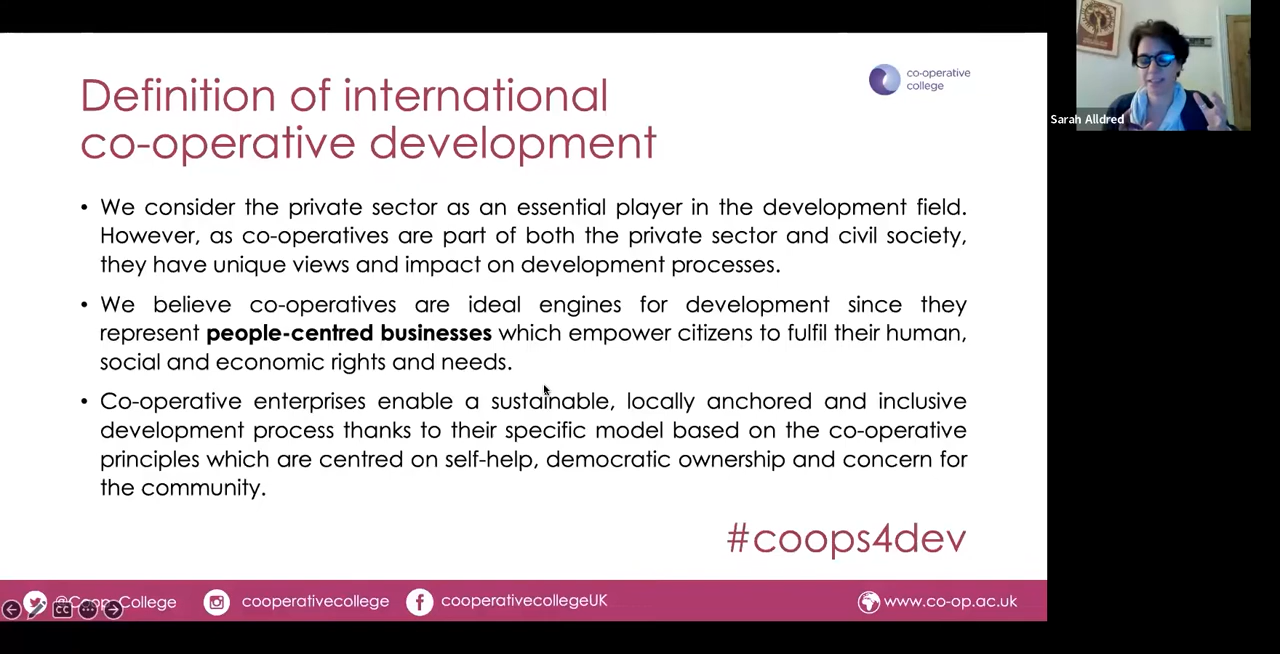 Definition of international
co-operative development
co-operative
college
Sarah Alldred
• We consider the private sector as an essential player in the development field.
However, as co-operatives are part of both the private sector and civil society,
they have unique views and impact on development processes.
• We believe co-operatives are ideal engines for development since they
represent people-centred businesses which empower citizens to fulfil their human,
social and economic rights and needs.
• Co-operative enterprises enable a sustainable, locally anchored and inclusive
development process thanks to their specific model based on the co-operative
principles which are centred on self-help, democratic ownership and concern for
the community.
#coops4dev
@Coop_College cooperativecollege cooperativecollegeUK www.co-op.ac.uk
CC